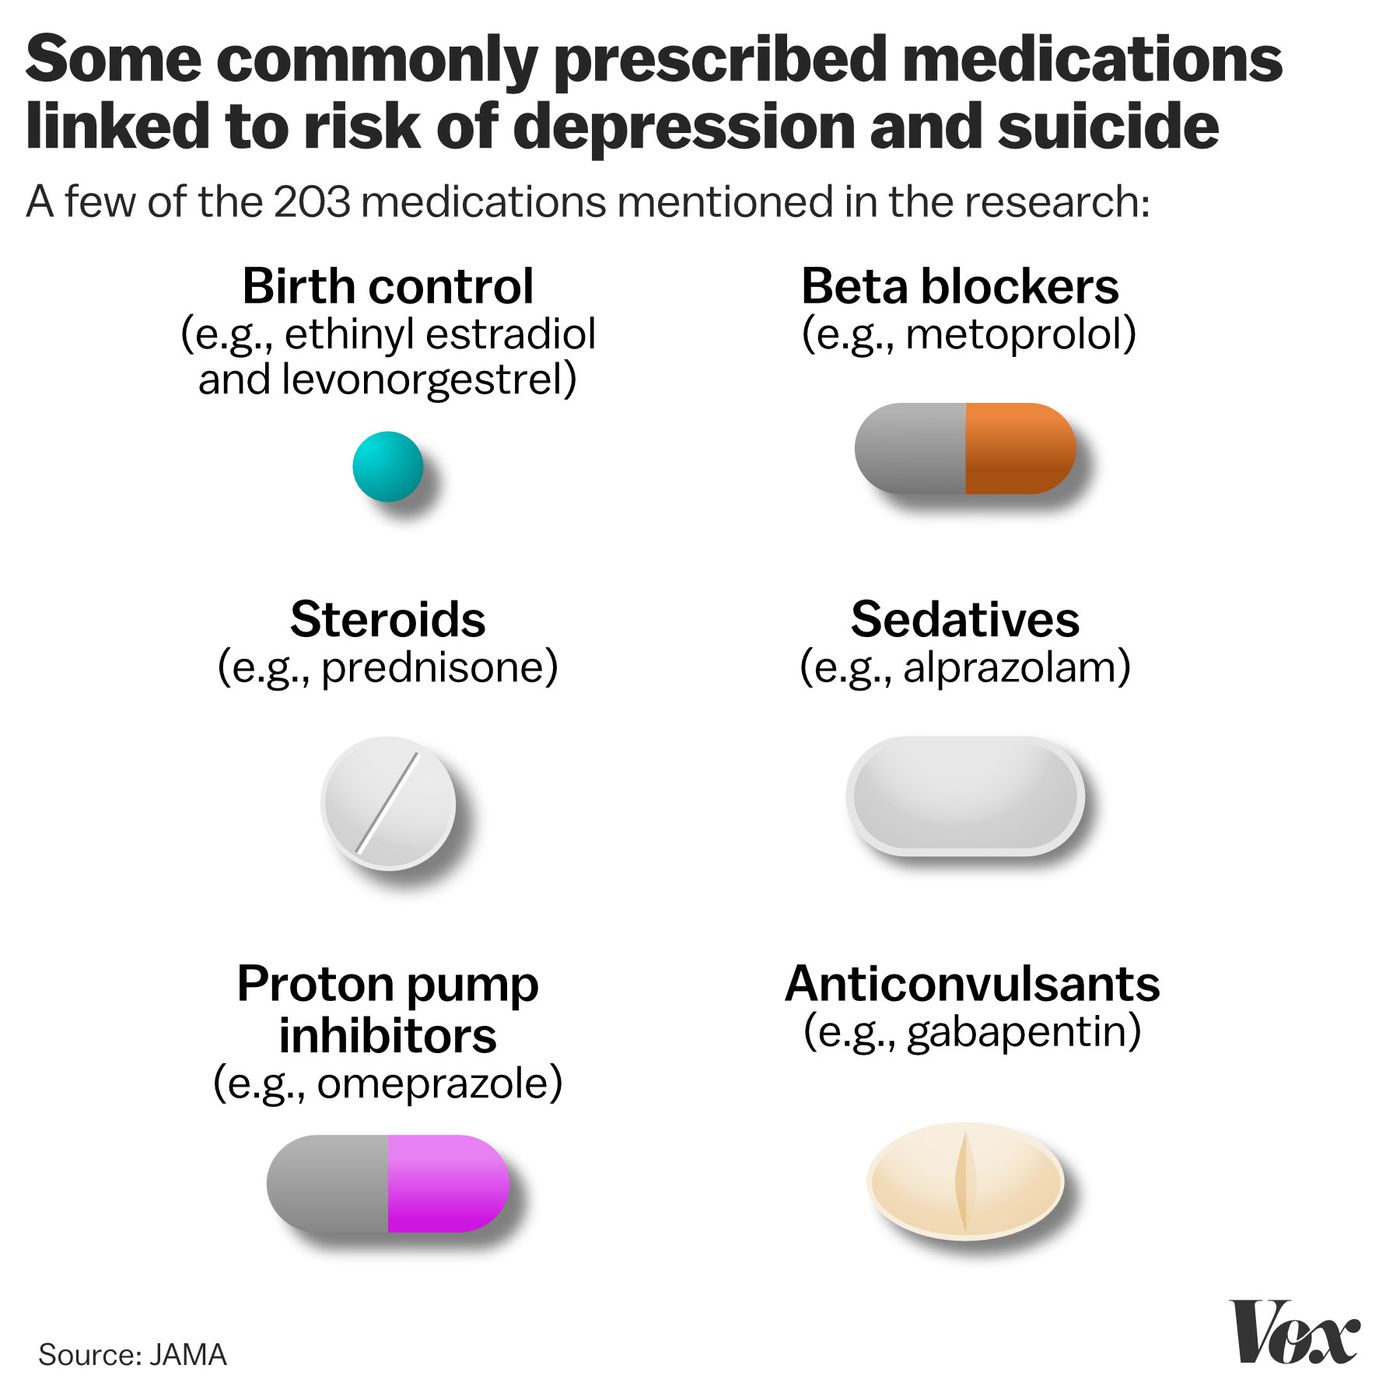 Some commonly prescribed medications
linked to risk of depression and suicide
A few of the 203 medications mentioned in the research:
Birth control
(e.g., ethinyl estradiol
and levonorgestrel)
Beta blockers
(e.g., metoprolol)
Steroids
(e.g., prednisone)
Sedatives
(e.g., alprazolam)
Proton pump
inhibitors
(e.g., omeprazole)
Anticonvulsants
(e.g., gabapentin)
Source: JAMA
Vox